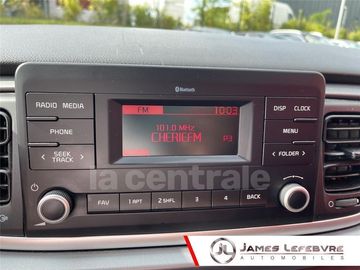 Bluetooth
RADIO MEDIA
FM 10:03
DISP CLOCK
PHONE
101.0 MHz
CHERIEFM P3
MENU
SEEK
TRACK
FOLDER
la centrale
FAV 1 APT 2 SHFL 3 4 BACK
JAMES LEFEBVRE
AUTOMOBILES